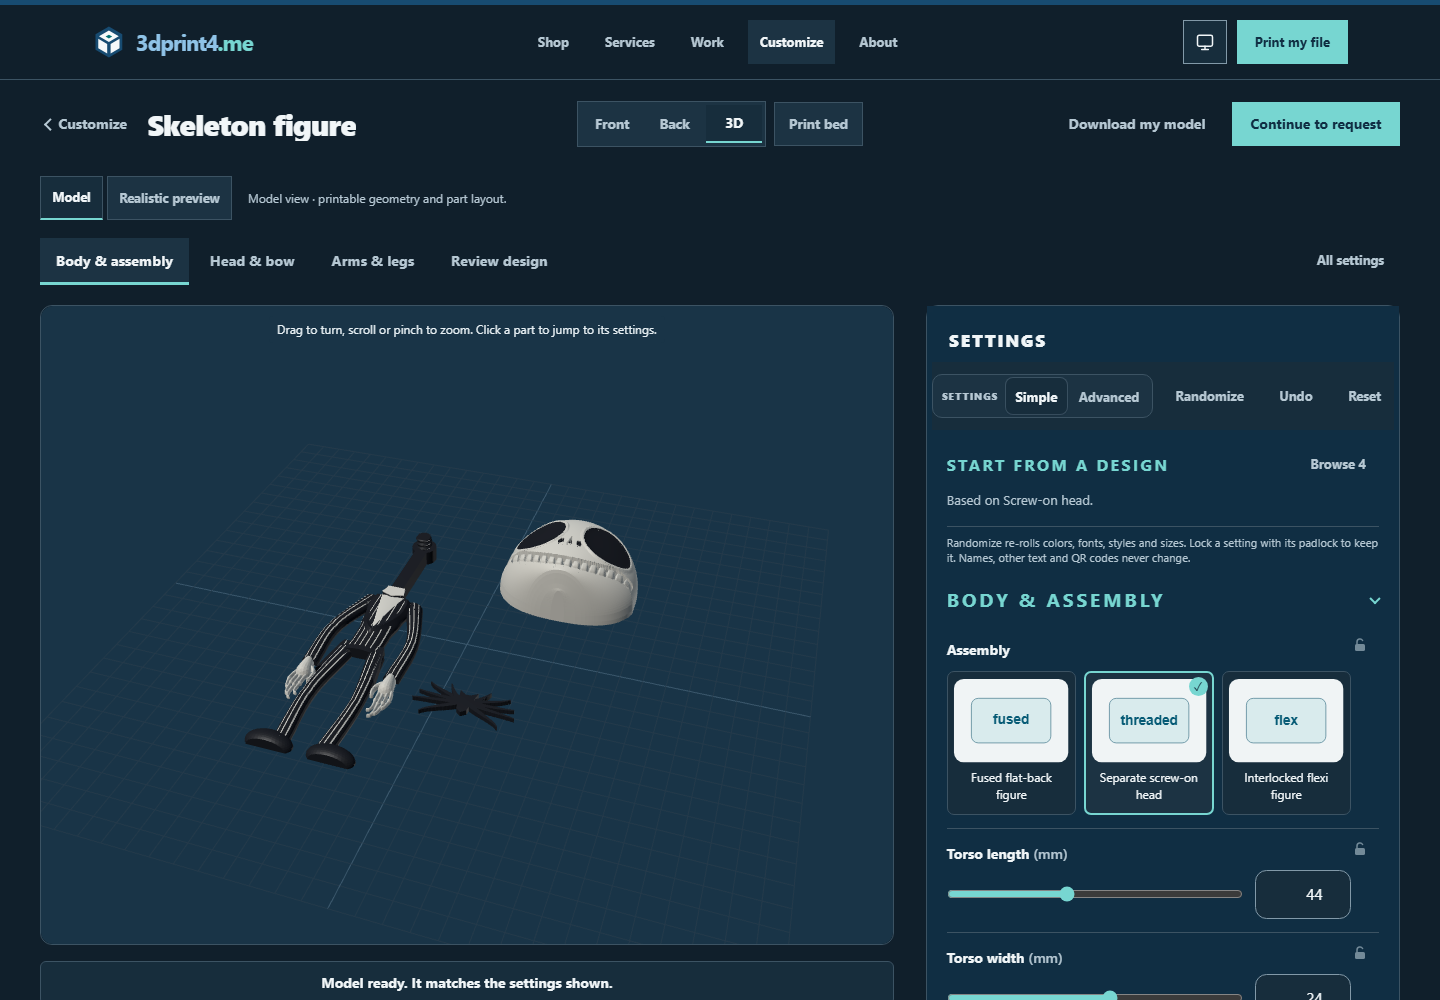 3dprint4.me
Shop
Services
Work
Customize
About
Print my file
Customize
Skeleton figure
Front
Back
3D
Print bed
Download my model
Continue to request
Model
Realistic preview
Model view · printable geometry and part layout.
Body & assembly
Head & bow
Arms & legs
Review design
All settings
Drag to turn, scroll or pinch to zoom. Click a part to jump to its settings.
Model ready. It matches the settings shown.
SETTINGS
SETTINGS
Simple
Advanced
Randomize
Undo
Reset
START FROM A DESIGN
Browse 4
Based on Screw-on head.
Randomize re-rolls colors, fonts, styles and sizes. Lock a setting with its padlock to keep
it. Names, other text and QR codes never change.
BODY & ASSEMBLY
Assembly
fused
threaded
flex
Fused flat-back
figure
Separate screw-on
head
Interlocked flexi
figure
Torso length (mm)
44
Torso width (mm)
24